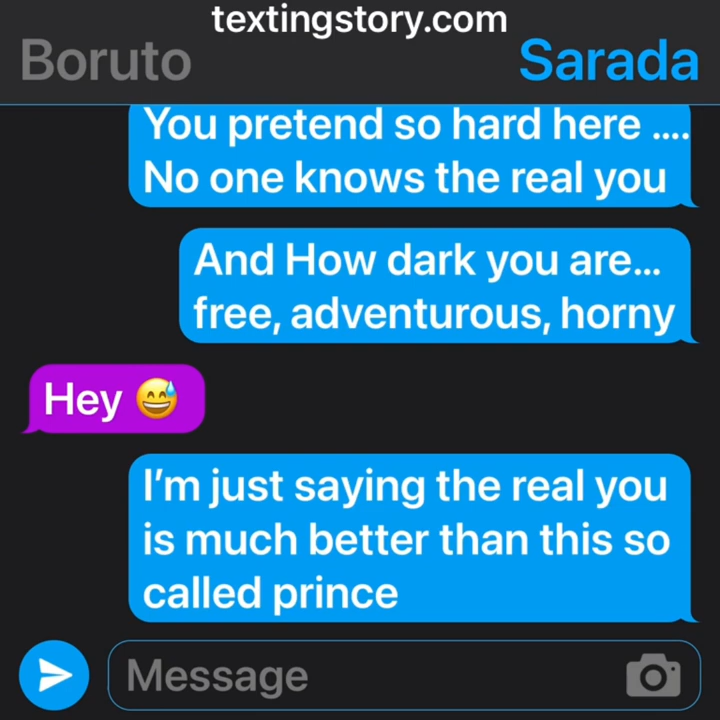 textingstory.com
Boruto
Sarada
You pretend so hard here ....
No one knows the real you
And How dark you are...
free, adventurous, horny
Hey 😅
I'm just saying the real you
is much better than this so
called prince
Message